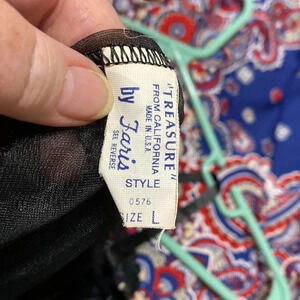 "TREASURE"
FROM CALIFORNIA
MADE IN U.S.A.
by Faris
SEE REVERSE
STYLE
0576
SIZE L